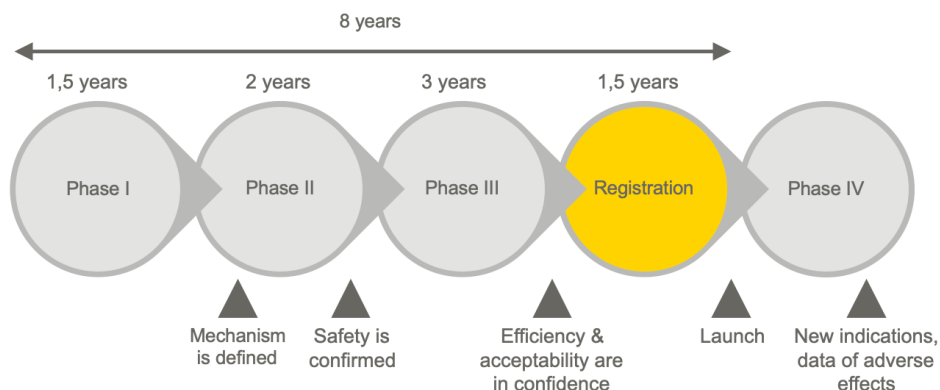 8 years
1,5 years
2 years
3 years
1,5 years
Phase I
Phase II
Phase III
Registration
Phase IV
Mechanism
is defined
Safety is
confirmed
Efficiency &
acceptability are
in confidence
Launch
New indications,
data of adverse
effects